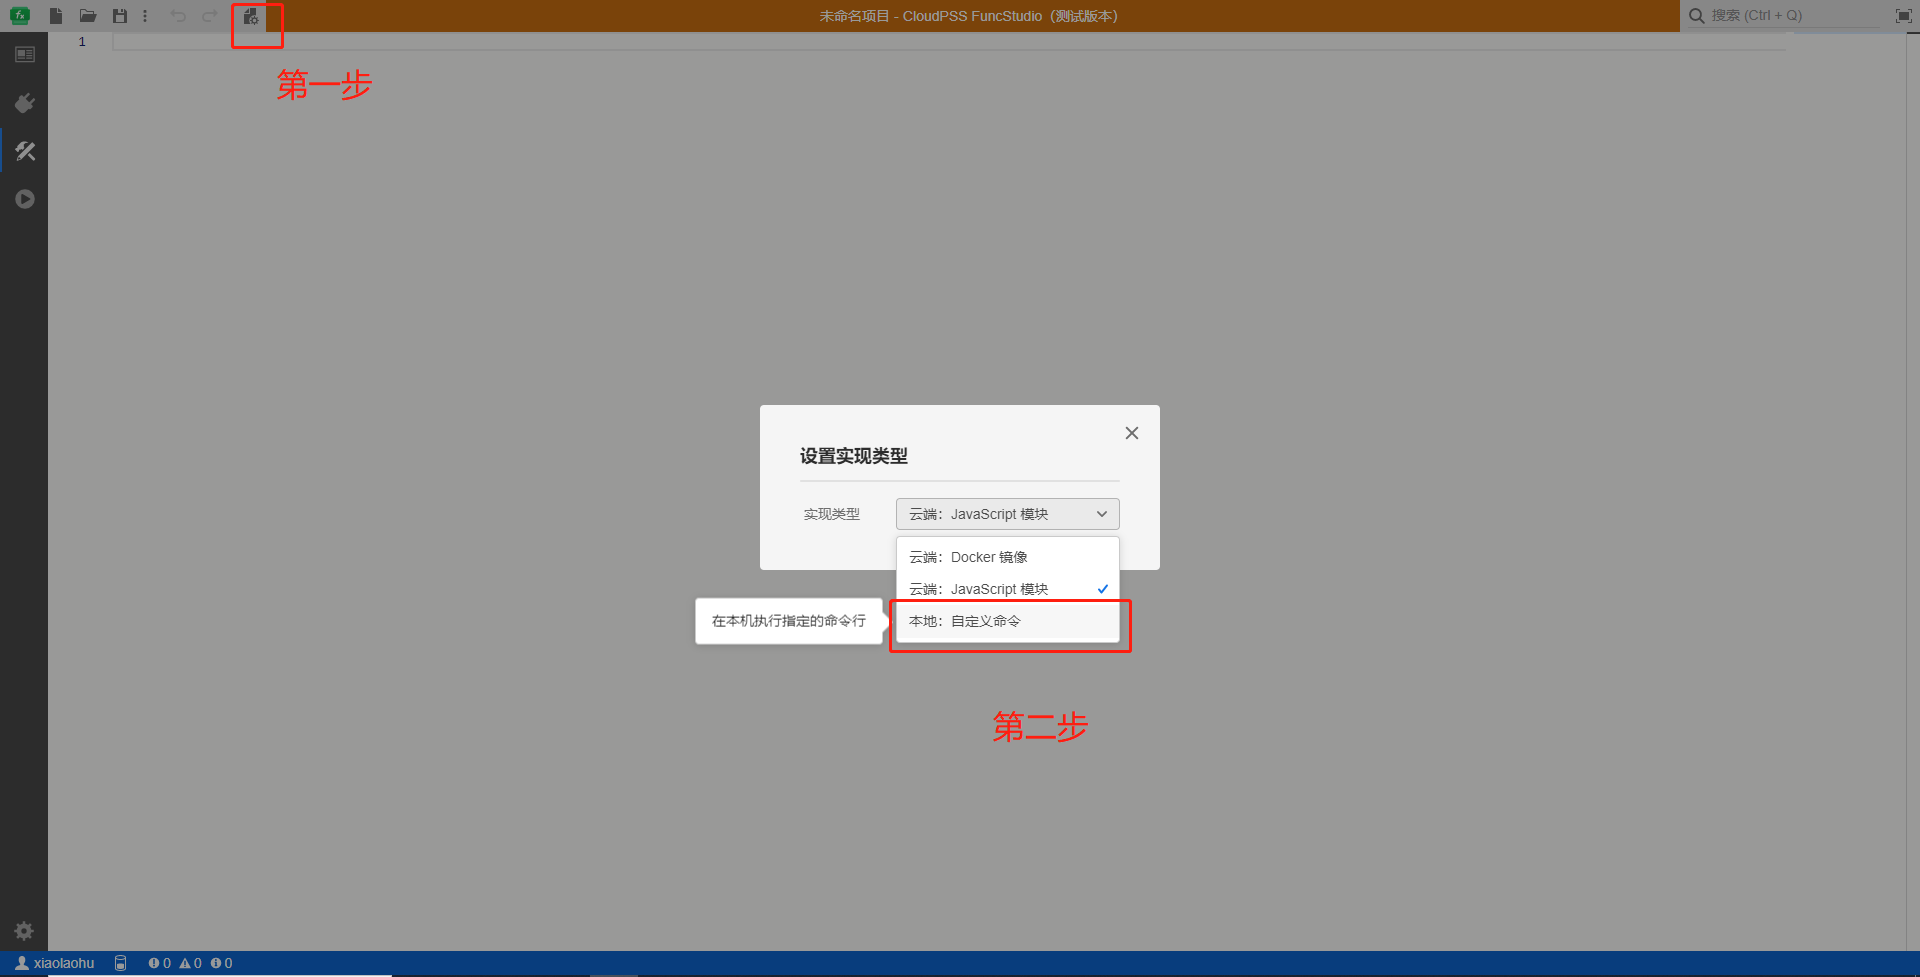 未命名项目 - CloudPSS FuncStudio（测试版本）
搜索 (Ctrl + Q)
1
第一步
设置实现类型
实现类型
云端：JavaScript 模块
云端：Docker 镜像
云端：JavaScript 模块
在本机执行指定的命令行
本地：自定义命令
第二步
xiaolaohu
0
0
0